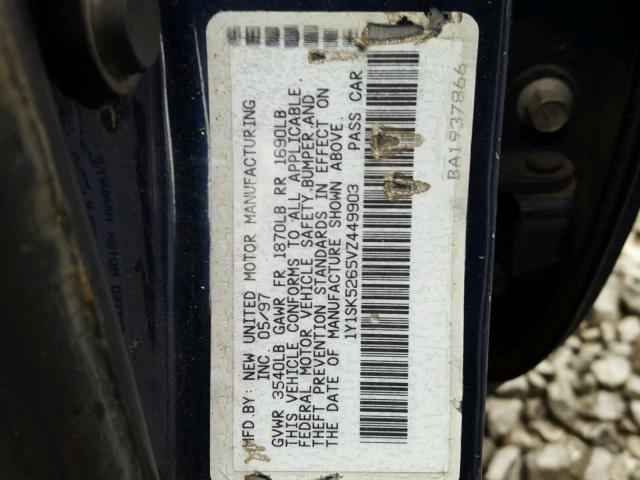 MFD.BY: NEW UNITED MOTOR MANUFACTURING
INC. 05/97
GVWR 3540LB GAWR FR 1870LB RR 1690LB
THIS VEHICLE CONFORMS TO ALL APPLICABLE
FEDERAL MOTOR VEHICLE SAFETY,BUMPER,AND
THEFT PREVENTION STANDARDS IN EFFECT ON
THE DATE OF MANUFACTURE SHOWN ABOVE.
1Y1SK5265VZ449903 PASS CAR
BA1937866